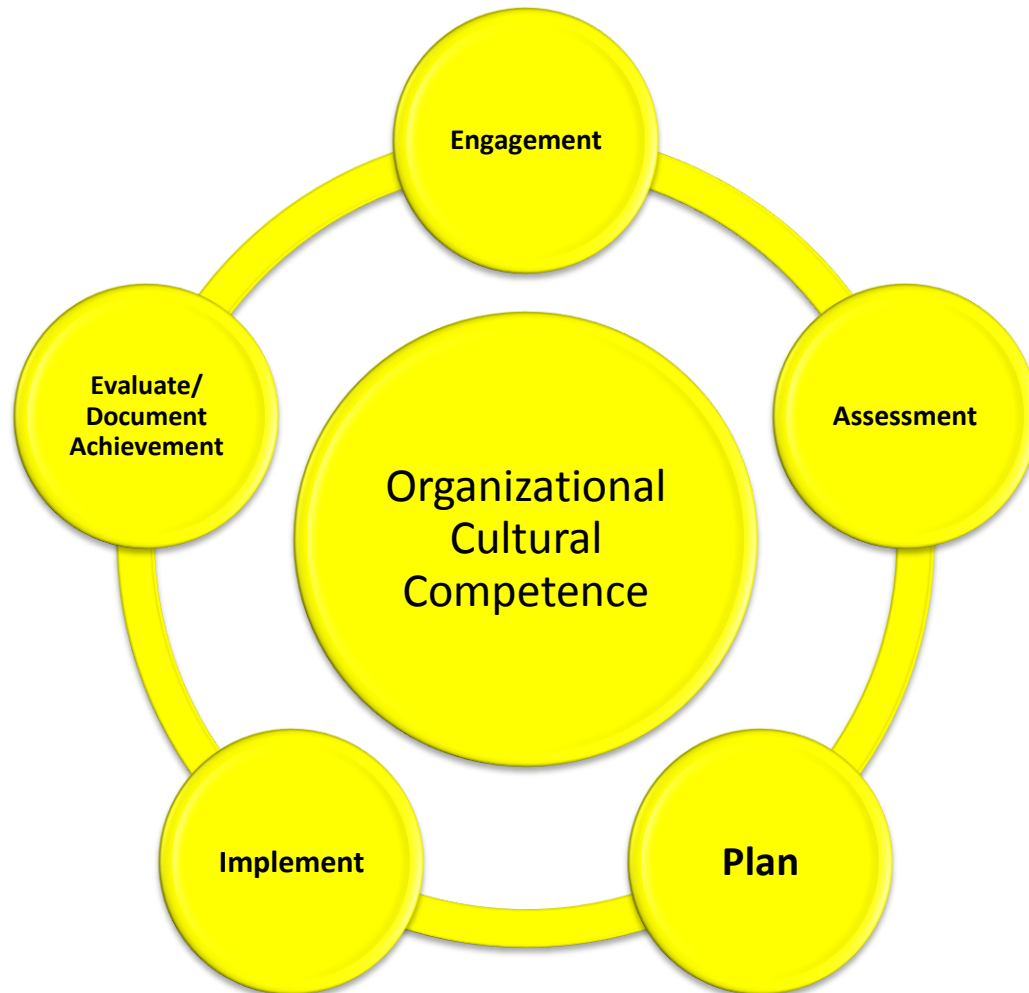 Engagement
Assessment
Plan
Implement
Evaluate/
Document
Achievement
Organizational
Cultural
Competence